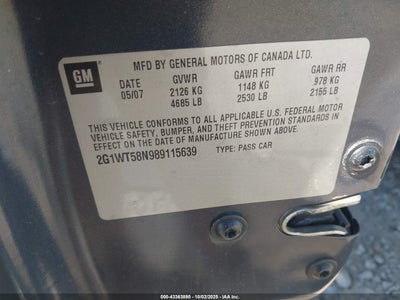 GM
MFD BY GENERAL MOTORS OF CANADA LTD.
DATE GVWR GAWR FRT GAWR RR
05/07 2126 KG 1148 KG 978 KG
4685 LB 2530 LB 2155 LB
THIS VEHICLE CONFORMS TO ALL APPLICABLE U.S. FEDERAL MOTOR
VEHICLE SAFETY, BUMPER, AND THEFT PREVENTION STANDARDS IN
EFFECT ON THE DATE OF MANUFACTURE SHOWN ABOVE.
2G1WT58N989115639 TYPE: PASS CAR
000-43363090 - 10/02/2025 - IAA Inc.